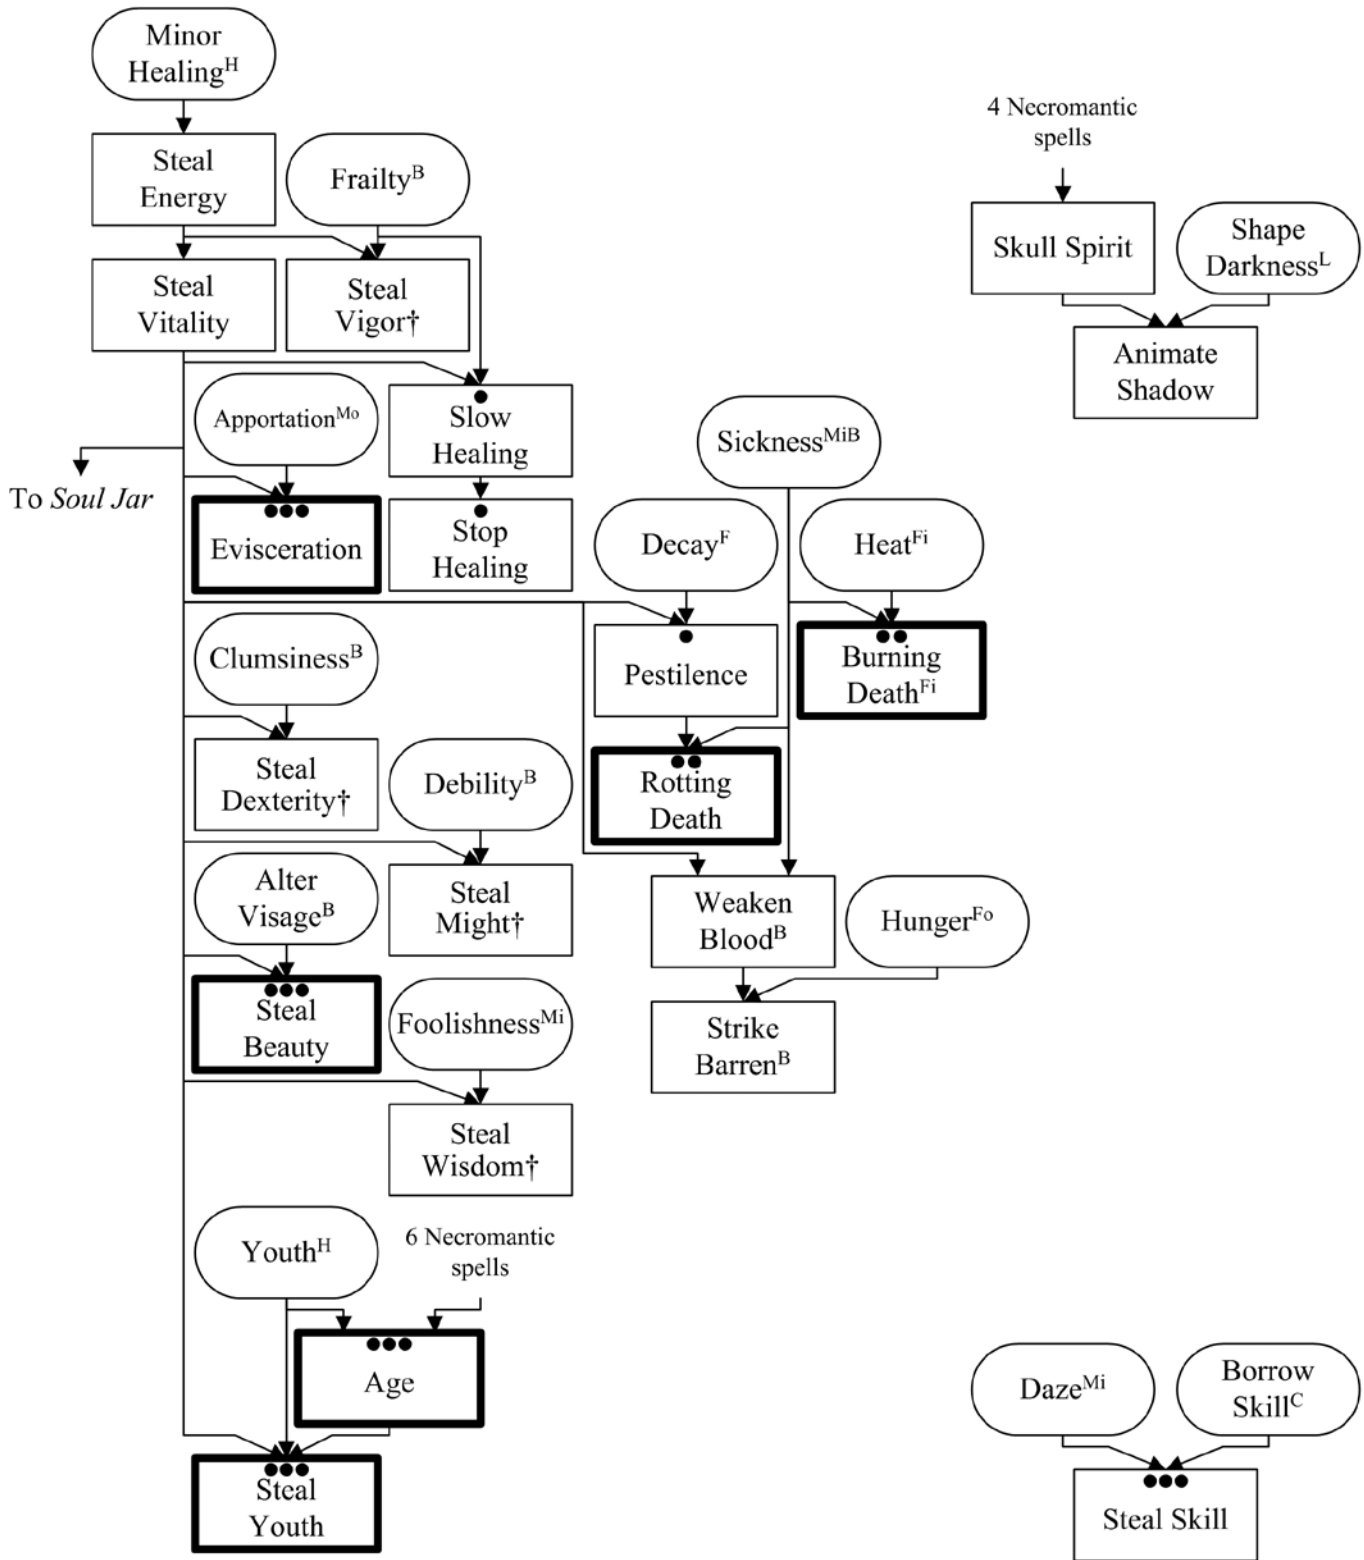 Minor
Healing^H
4 Necromantic
spells
Steal
Energy
Frailty^B
Skull Spirit
Shape
Darkness^L
Steal
Vitality
Steal
Vigor†
Animate
Shadow
Apportation^Mo
Slow
Healing
Sickness^MiB
To Soul Jar
Evisceration
Stop
Healing
Decay^F
Heat^Fi
Clumsiness^B
Pestilence
Burning
Death^Fi
Steal
Dexterity†
Debility^B
Rotting
Death
Alter
Visage^B
Steal
Might†
Weaken
Blood^B
Hunger^Fo
Steal
Beauty
Foolishness^Mi
Strike
Barren^B
Steal
Wisdom†
Youth^H
6 Necromantic
spells
Age
Daze^Mi
Borrow
Skill^C
Steal
Youth
Steal Skill